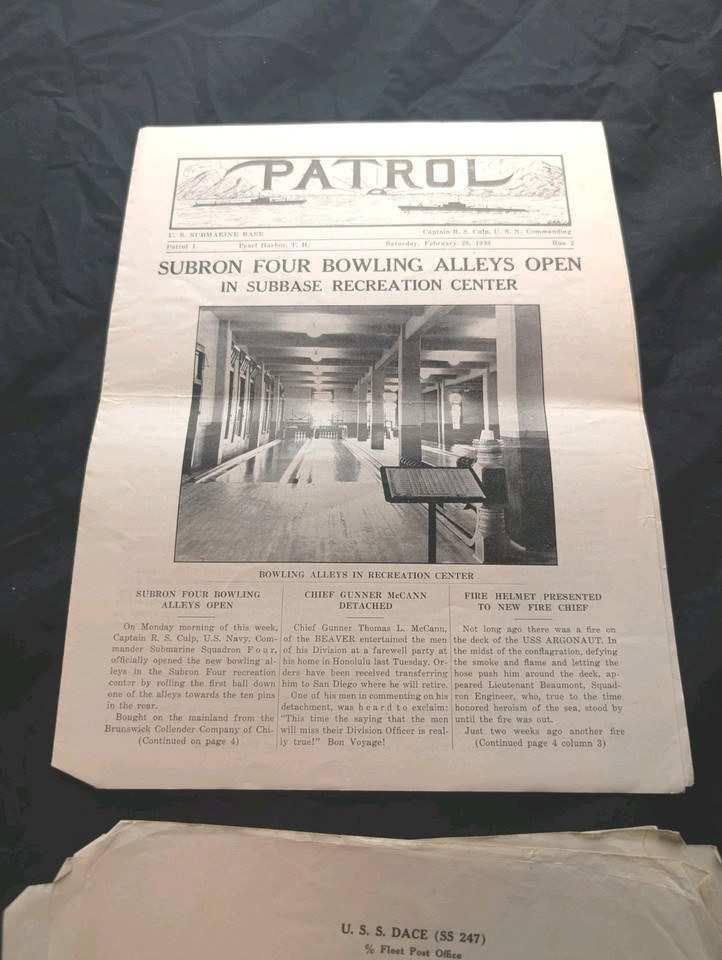 PATROL
U. S. SUBMARINE BASE Captain R. S. Culp, U. S. N. Commanding
Patrol 1 Pearl Harbor, T. H. Saturday, February 26, 1938 Run 2
SUBRON FOUR BOWLING ALLEYS OPEN
IN SUBBASE RECREATION CENTER
BOWLING ALLEYS IN RECREATION CENTER
SUBRON FOUR BOWLING
ALLEYS OPEN
On Monday morning of this week,
Captain R. S. Culp, U.S. Navy, Com-
mander Submarine Squadron Four,
officially opened the new bowling al-
leys in the Subron Four recreation
center by rolling the first ball down
one of the alleys towards the ten pins
in the rear.
Bought on the mainland from the
Brunswick Collender Company of Chi-
(Continued on page 4)
CHIEF GUNNER McCANN
DETACHED
Chief Gunner Thomas L. McCann,
of the BEAVER entertained the men
of his Division at a farewell party at
his home in Honolulu last Tuesday. Or-
ders have been received transferring
him to San Diego where he will retire.
One of his men in commenting on his
detachment, was heard to exclaim:
"This time the saying that the men
will miss their Division Officer is real-
ly true!" Bon Voyage!
FIRE HELMET PRESENTED
TO NEW FIRE CHIEF
Not long ago there was a fire on
the deck of the USS ARGONAUT. In
the midst of the conflagration, defying
the smoke and flame and letting the
hose push him around the deck, ap-
peared Lieutenant Beaumont, Squad-
ron Engineer, who, true to the time
honored heroism of the sea, stood by
until the fire was out.
Just two weeks ago another fire
(Continued page 4 column 3)
U. S. S. DACE (SS 247)
% Fleet Post Office